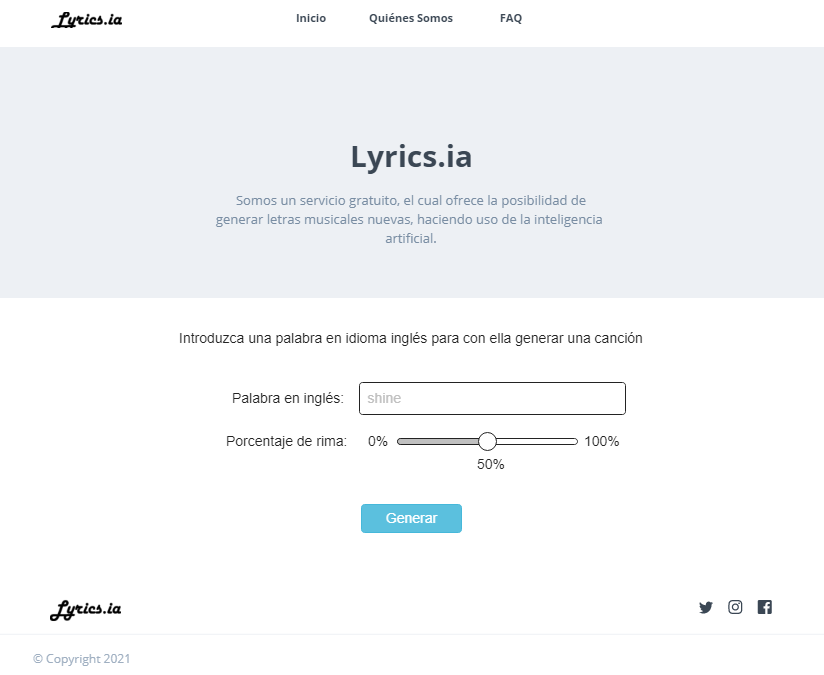 Lyrics.ia Inicio Quiénes Somos FAQ
Lyrics.ia
Somos un servicio gratuito, el cual ofrece la posibilidad de
generar letras musicales nuevas, haciendo uso de la inteligencia
artificial.
Introduzca una palabra en idioma inglés para con ella generar una canción
Palabra en inglés: shine
Porcentaje de rima: 0% 100%
50%
Generar
Lyrics.ia
© Copyright 2021